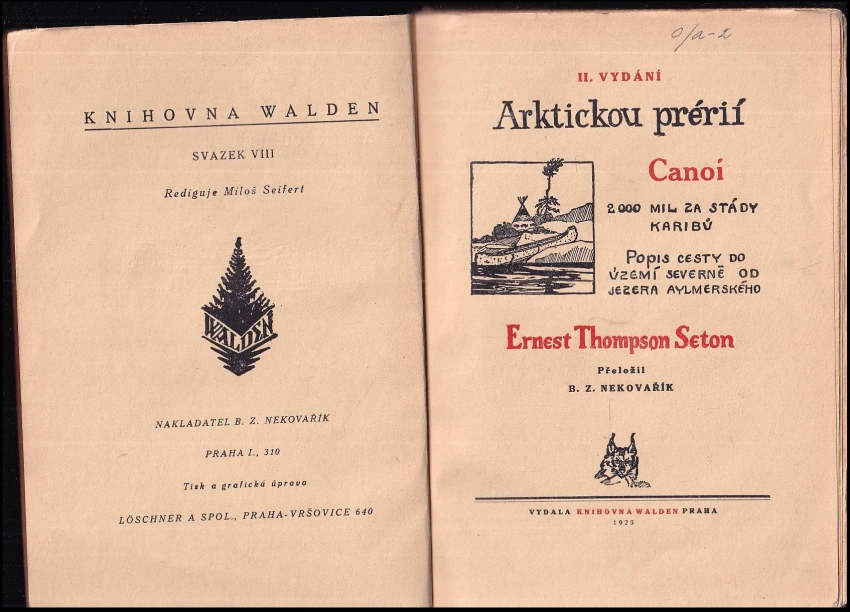 KNIHOVNA WALDEN
SVAZEK VIII
Rediguje Miloš Seifert
WALDEN
NAKLADATEL B. Z. NEKOVAŘÍK
PRAHA I., 310
Tisk a grafická úprava
LÖSCHNER A SPOL., PRAHA-VRŠOVICE 640
0/a-2
II. VYDÁNÍ
Arktickou prérií
Canoí
2000 MIL ZA STÁDY
KARIBŮ
POPIS CESTY DO
ÚZEMÍ SEVERNĚ OD
JEZERA AYLMERSKÉHO
Ernest Thompson Seton
Přeložil
B. Z. NEKOVAŘÍK
VYDALA KNIHOVNA WALDEN PRAHA
1925